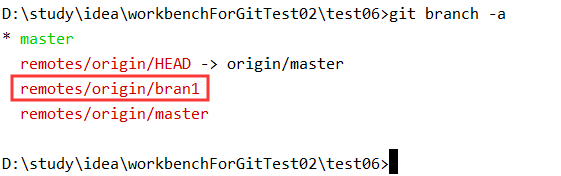 D:\study\idea\workbenchForGitTest02\test06>git branch -a
* master
remotes/origin/HEAD -> origin/master
remotes/origin/bran1
remotes/origin/master
D:\study\idea\workbenchForGitTest02\test06>